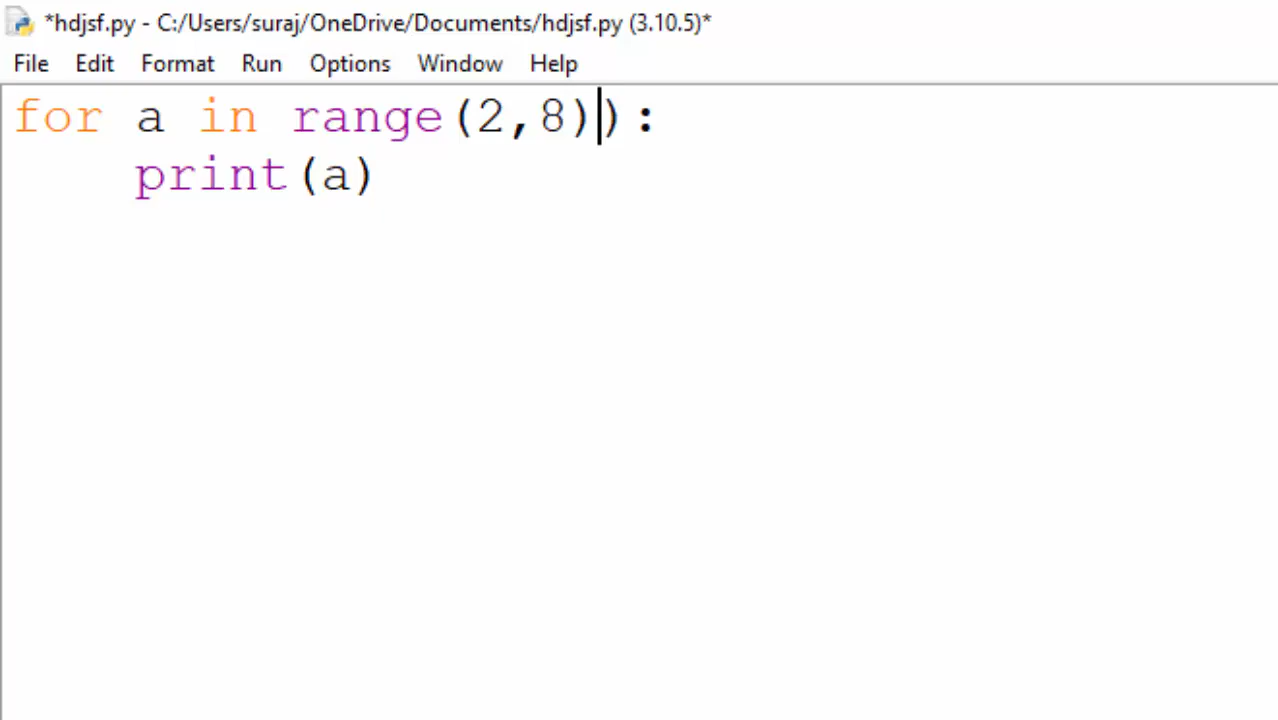 *hdjsf.py - C:/Users/suraj/OneDrive/Documents/hdjsf.py (3.10.5)*
File Edit Format Run Options Window Help
for a in range(2,8)):
    print(a)